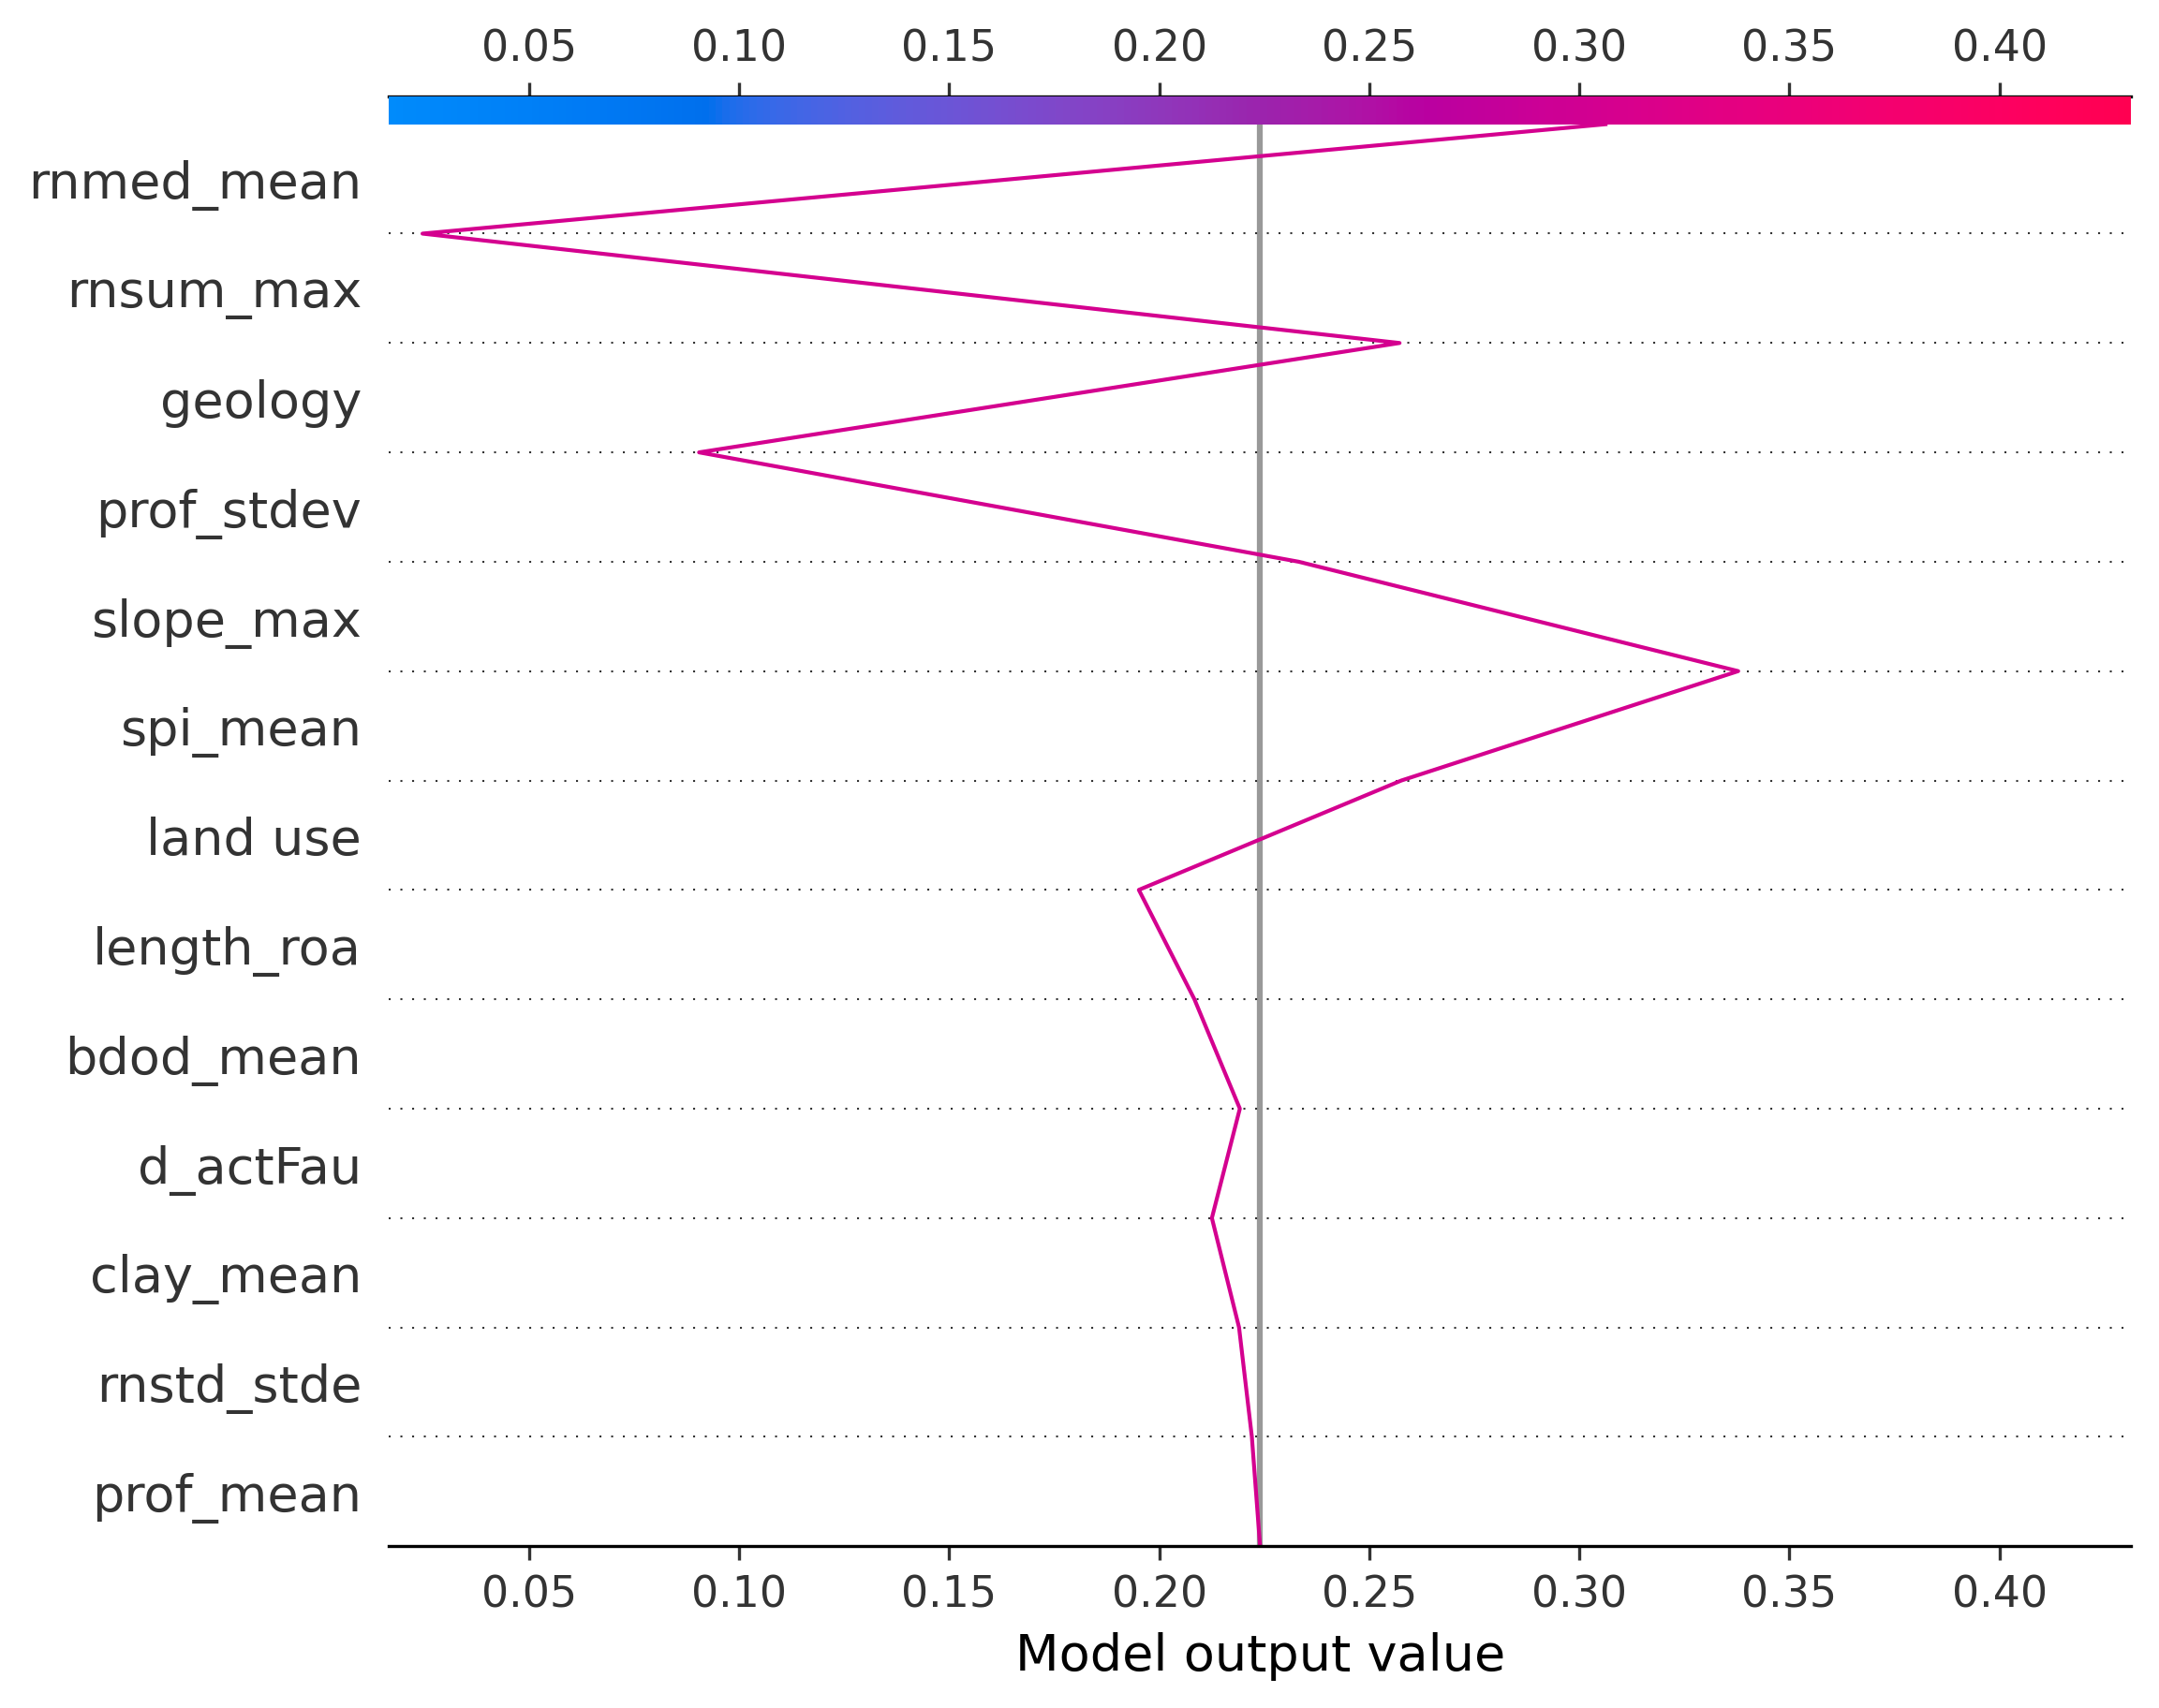 0.05 0.10 0.15 0.20 0.25 0.30 0.35 0.40
rnmed_mean
rnsum_max
geology
prof_stdev
slope_max
spi_mean
land use
length_roa
bdod_mean
d_actFau
clay_mean
rnstd_stde
prof_mean
0.05 0.10 0.15 0.20 0.25 0.30 0.35 0.40
Model output value